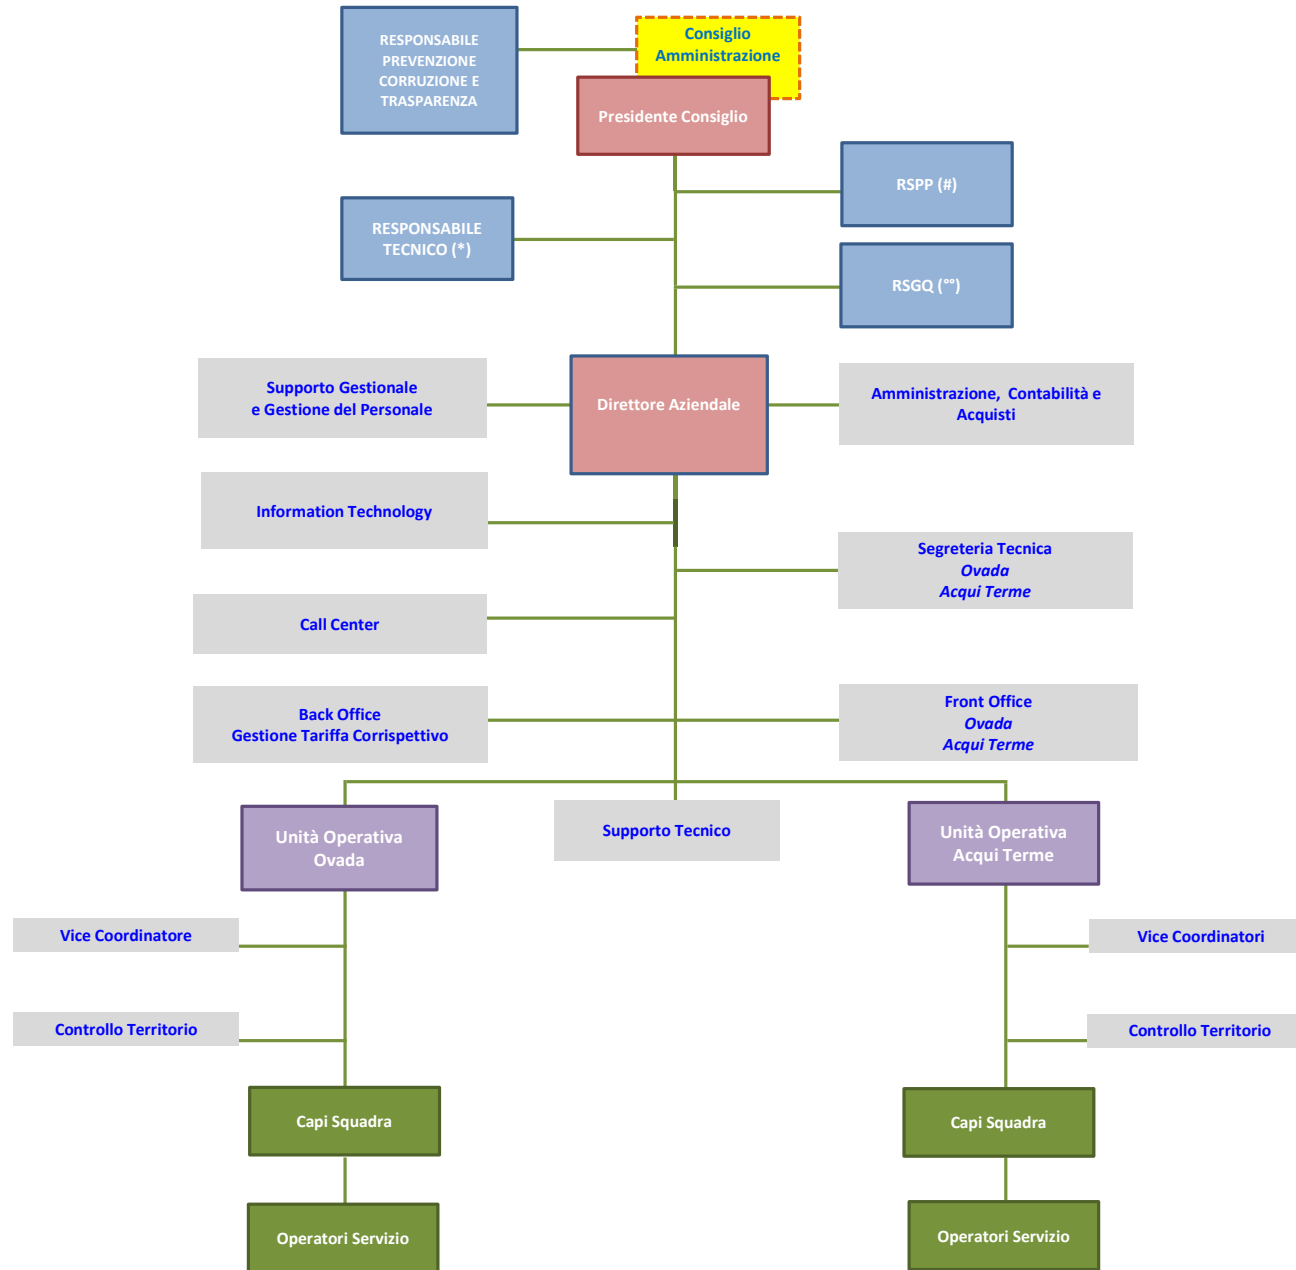 RESPONSABILE
PREVENZIONE
CORRUZIONE E
TRASPARENZA
Consiglio
Amministrazione
Presidente Consiglio
RSPP (#)
RESPONSABILE
TECNICO (*)
RSGQ (°°)
Supporto Gestionale
e Gestione del Personale
Direttore Aziendale
Amministrazione, Contabilità e
Acquisti
Information Technology
Segreteria Tecnica
Ovada
Acqui Terme
Call Center
Back Office
Gestione Tariffa Corrispettivo
Front Office
Ovada
Acqui Terme
Unità Operativa
Ovada
Supporto Tecnico
Unità Operativa
Acqui Terme
Vice Coordinatore
Vice Coordinatori
Controllo Territorio
Controllo Territorio
Capi Squadra
Capi Squadra
Operatori Servizio
Operatori Servizio